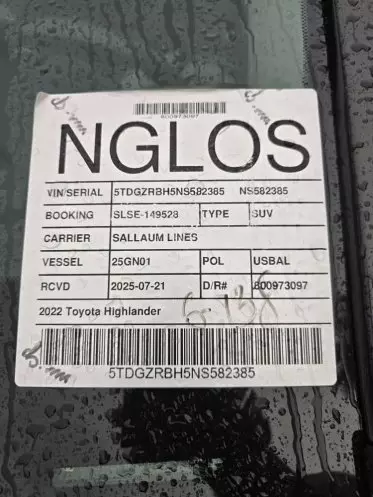 800973097
NGLOS
VIN/SERIAL 5TDGZRBH5NS582385 NS582385
BOOKING SLSE-149528 TYPE SUV
CARRIER SALLAUM LINES
VESSEL 25GN01 POL USBAL
RCVD 2025-07-21 D/R# 800973097
2022 Toyota Highlander
5TDGZRBH5NS582385